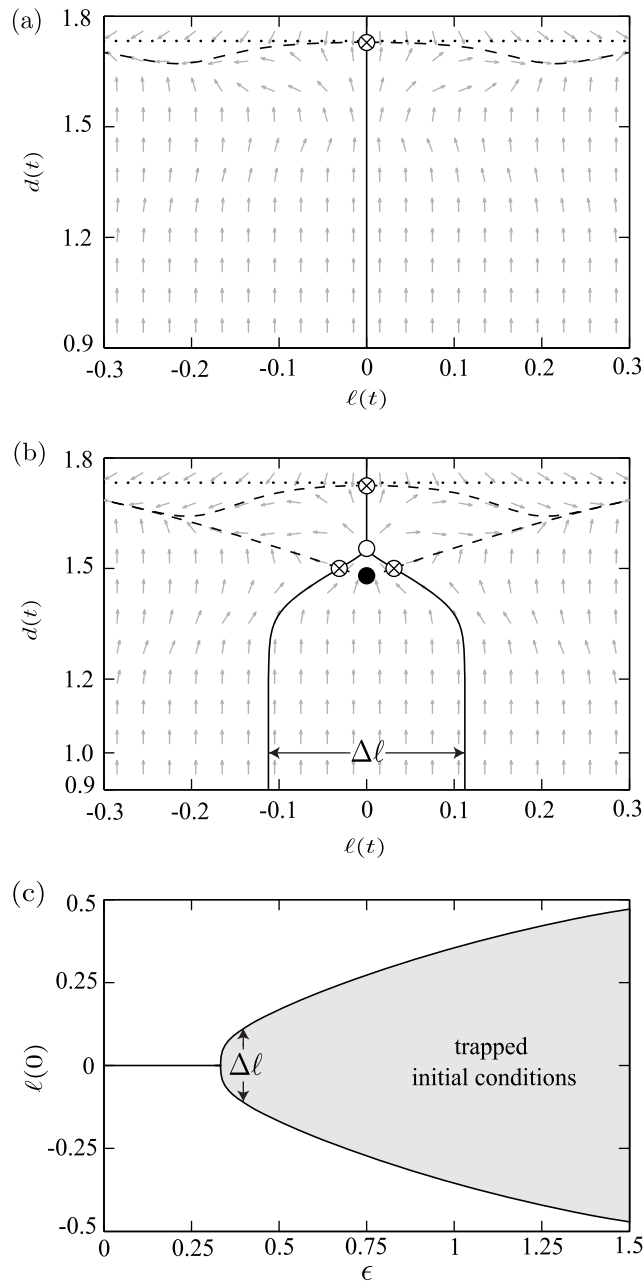 (a)
1.8
1.5
1.2
0.9
d(t)
-0.3 -0.2 -0.1 0 0.1 0.2 0.3
ℓ(t)
(b)
1.8
1.5
1.2
1.0
0.9
d(t)
Δℓ
-0.3 -0.2 -0.1 0 0.1 0.2 0.3
ℓ(t)
(c)
0.5
0.25
0
-0.25
-0.5
ℓ(0)
Δℓ
trapped
initial conditions
0 0.25 0.5 0.75 1 1.25 1.5
ϵ